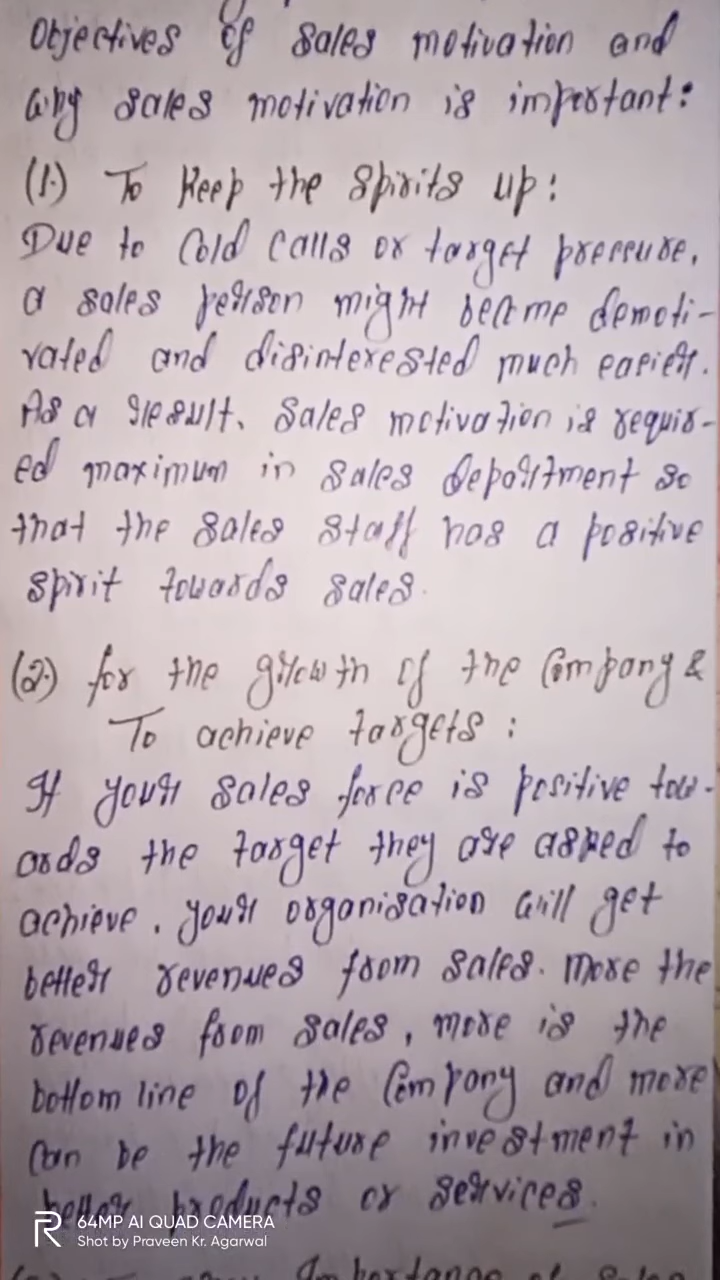 Objectives of sales motivation and
why sales motivation is important:
(1.) To Keep the Spirits up:
Due to Cold Calls or target pressure,
a sales person might become demoti-
vated and disinterested much easier.
As a result, Sales motivation is requir-
ed maximum in sales department so
that the sales staff has a positive
spirit towards sales.
(2.) for the growth of the Company &
To achieve targets:
If your sales force is positive tow-
ards the target they are asked to
achieve, your organisation will get
better revenues from sales. More the
revenues from sales, more is the
bottom line of the Company and more
Can be the future investment in
better products or services.
64MP AI QUAD CAMERA
Shot by Praveen Kr. Agarwal
Importance of Sales